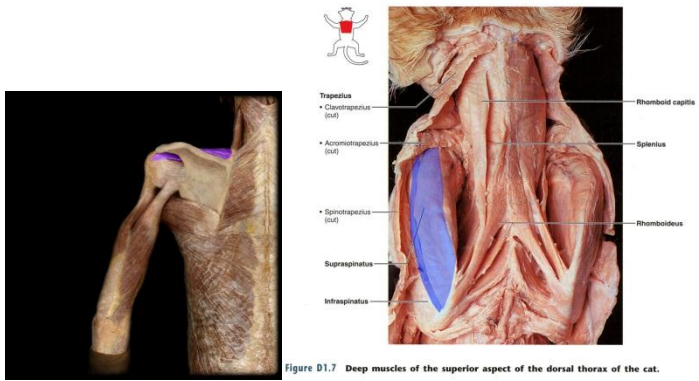 Trapezius
• Clavotrapezius
(cut)
• Acromiotrapezius
(cut)
• Spinotrapezius
(cut)
Supraspinatus
Infraspinatus
Rhomboid capitis
Splenius
Rhomboideus
Figure D1.7 Deep muscles of the superior aspect of the dorsal thorax of the cat.